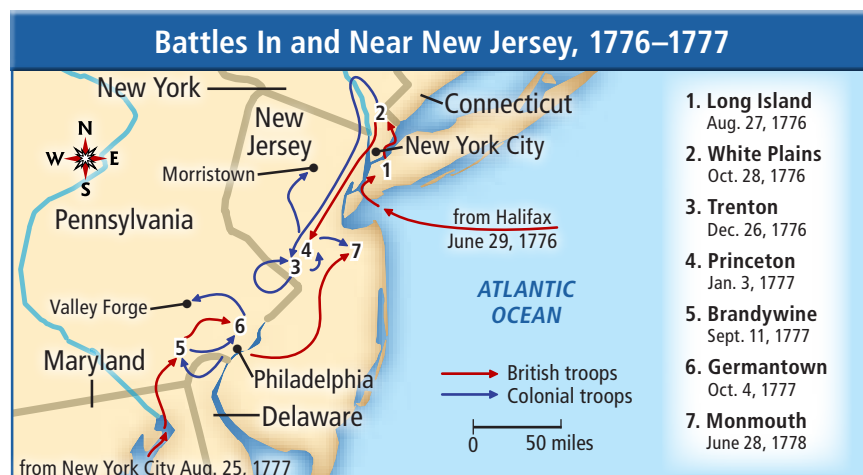 Battles In and Near New Jersey, 1776–1777
New York
Connecticut
New
Jersey
2
New York City
1
N
W E
S
Morristown
Pennsylvania
from Halifax
June 29, 1776
4
7
3
ATLANTIC
OCEAN
Valley Forge
6
5
Maryland
Philadelphia
Delaware
British troops
Colonial troops
0 50 miles
from New York City Aug. 25, 1777
1. Long Island
Aug. 27, 1776
2. White Plains
Oct. 28, 1776
3. Trenton
Dec. 26, 1776
4. Princeton
Jan. 3, 1777
5. Brandywine
Sept. 11, 1777
6. Germantown
Oct. 4, 1777
7. Monmouth
June 28, 1778